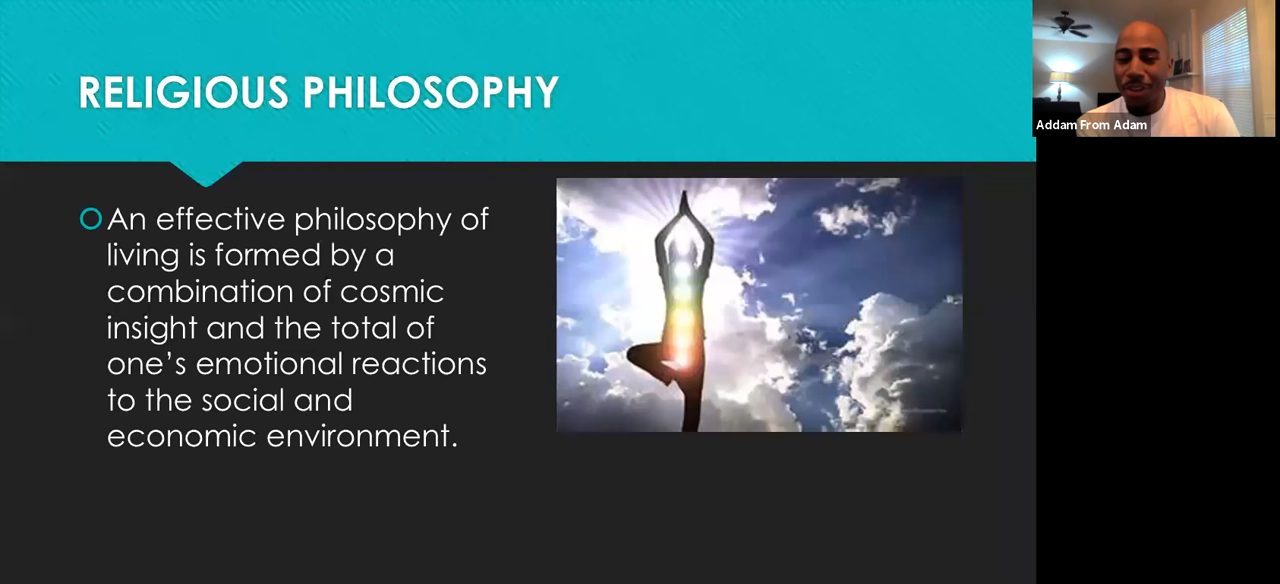 RELIGIOUS PHILOSOPHY
Addam From Adam
An effective philosophy of
living is formed by a
combination of cosmic
insight and the total of
one's emotional reactions
to the social and
economic environment.